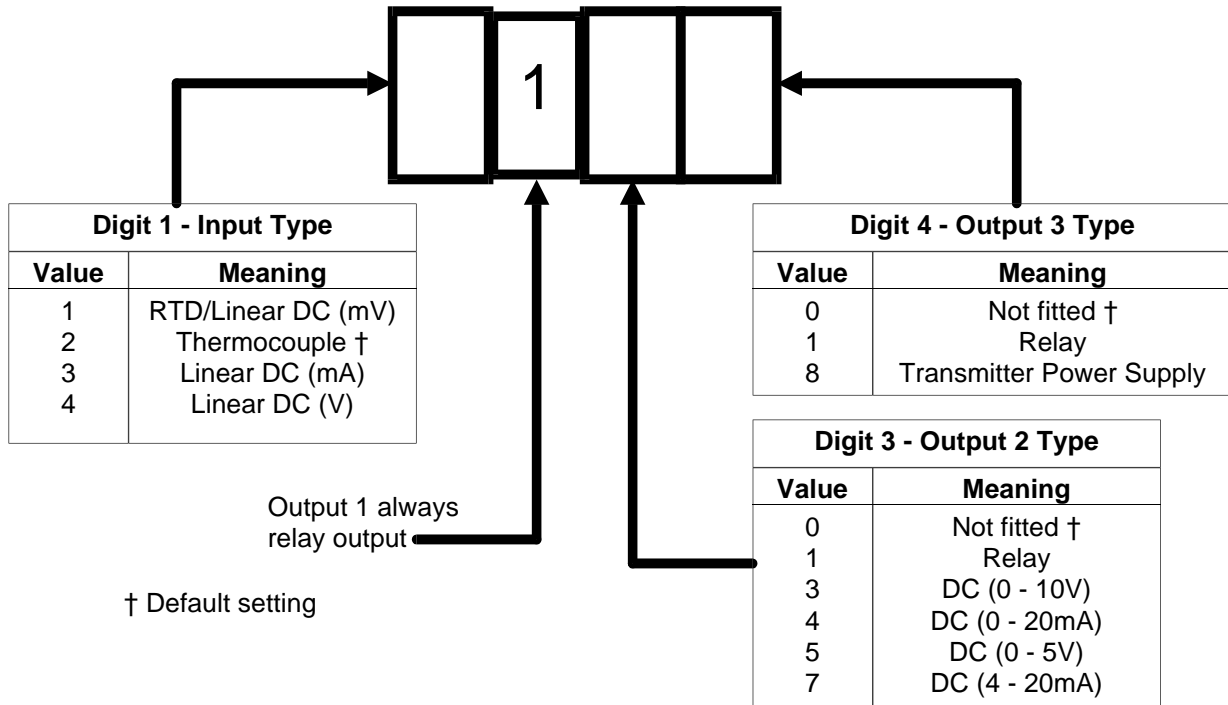 1
Digit 1 - Input Type
Value Meaning
1 RTD/Linear DC (mV)
2 Thermocouple †
3 Linear DC (mA)
4 Linear DC (V)
Digit 4 - Output 3 Type
Value Meaning
0 Not fitted †
1 Relay
8 Transmitter Power Supply
Digit 3 - Output 2 Type
Value Meaning
0 Not fitted †
1 Relay
3 DC (0 - 10V)
4 DC (0 - 20mA)
5 DC (0 - 5V)
7 DC (4 - 20mA)
Output 1 always
relay output
† Default setting